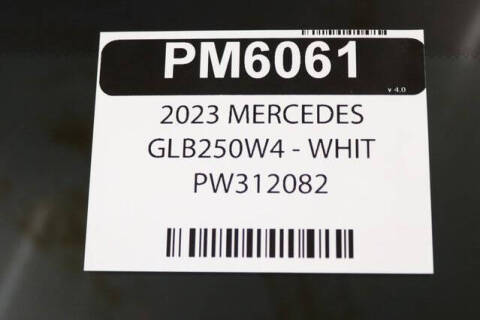 PM6061
v 4.0
2023 MERCEDES
GLB250W4 - WHIT
PW312082